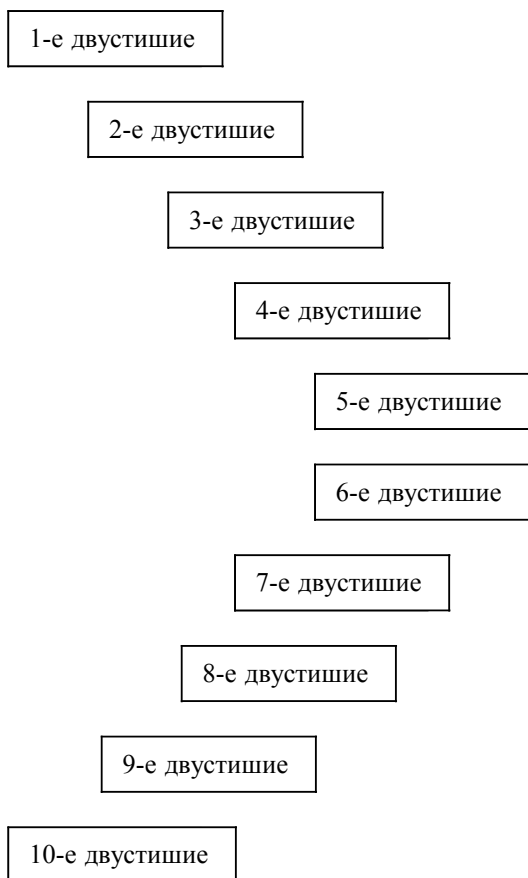 1-е двустишие
2-е двустишие
3-е двустишие
4-е двустишие
5-е двустишие
6-е двустишие
7-е двустишие
8-е двустишие
9-е двустишие
10-е двустишие